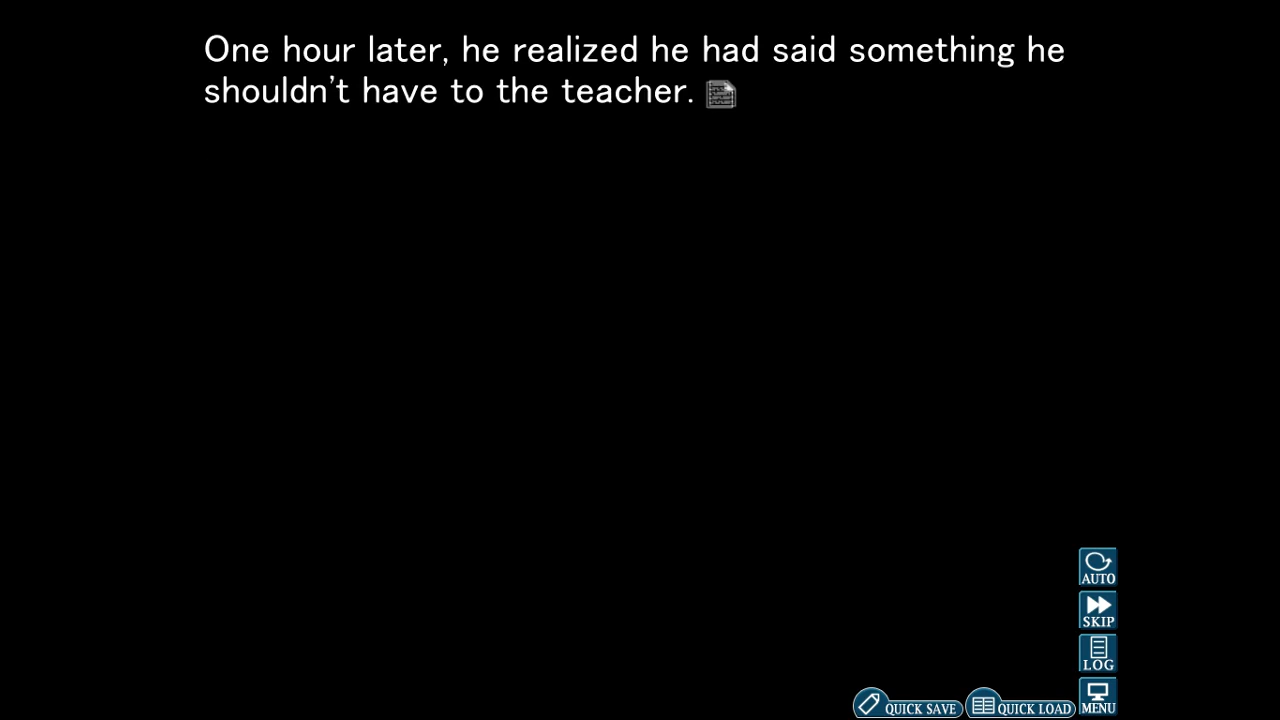 One hour later, he realized he had said something he
shouldn't have to the teacher.
AUTO
SKIP
LOG
MENU
QUICK SAVE
QUICK LOAD